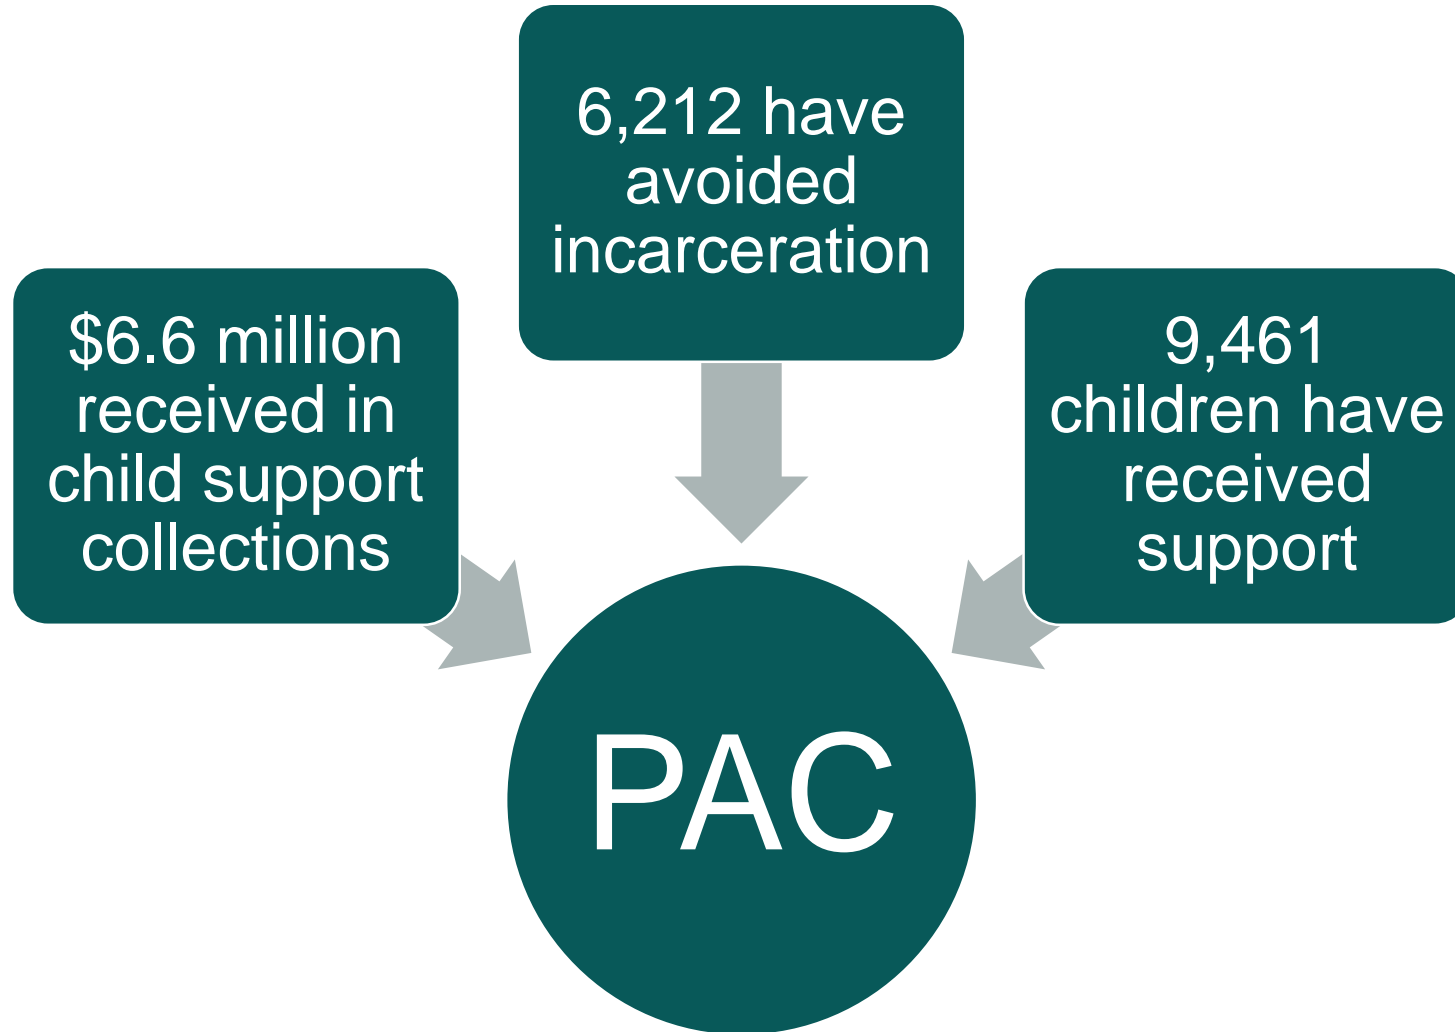 $6.6 million
received in
child support
collections
6,212 have
avoided
incarceration
9,461
children have
received
support
PAC